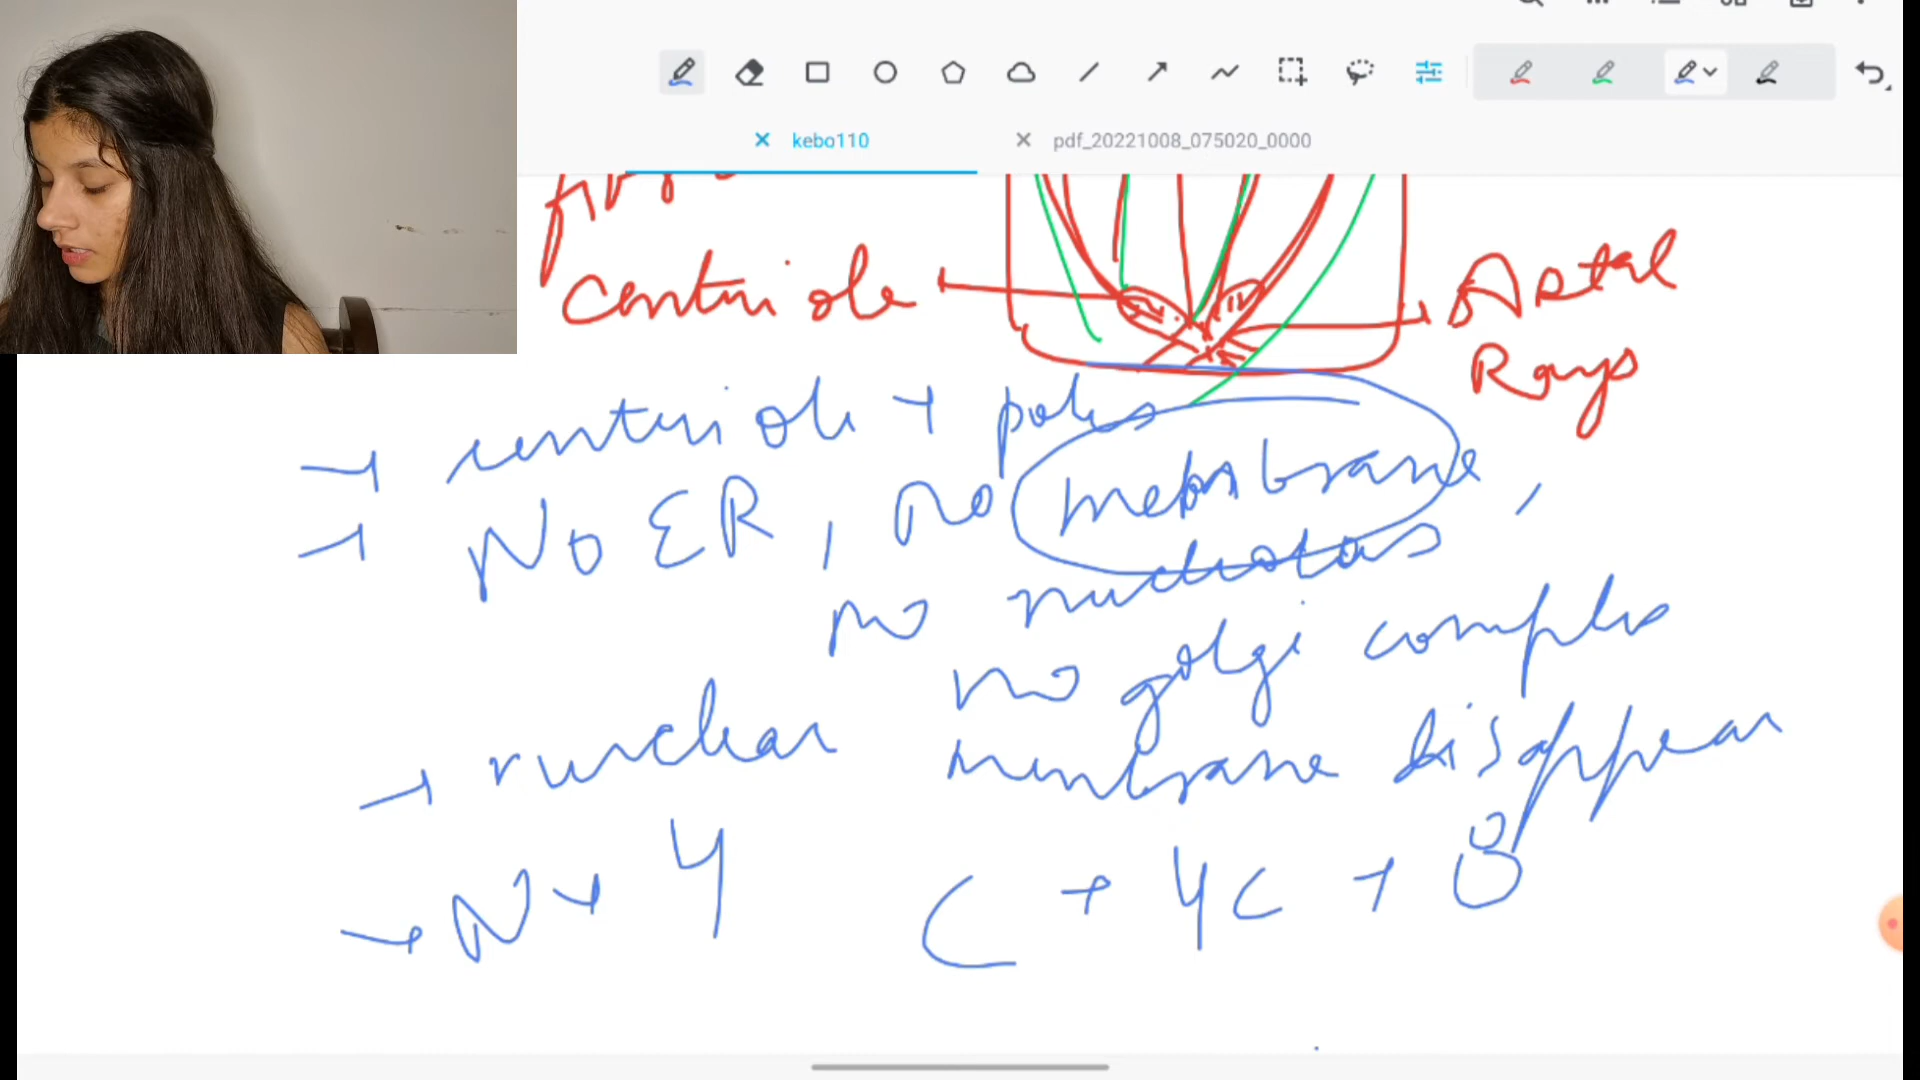 kebo110 pdf_20221008_075020_0000
Centriole
Astal
Rays
→ centriole → poles
→ No ER, no membrane,
no nucleolus
no golgi complex
→ nuclear membrane disappear
→ N → 4 C → 4C → 8